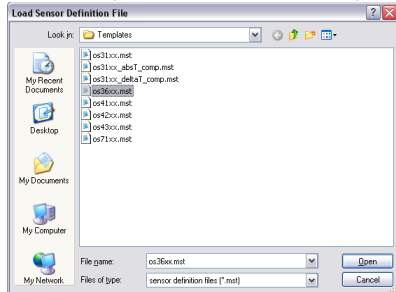 Load Sensor Definition File
Look in: Templates
My Recent Documents
Desktop
My Documents
My Computer
My Network
os31xx.mst
os31xx_absT_comp.mst
os31xx_deltaT_comp.mst
os36xx.mst
os41xx.mst
os42xx.mst
os43xx.mst
os71xx.mst
File name: os36xx.mst Open
Files of type: sensor definition files (*.mst) Cancel